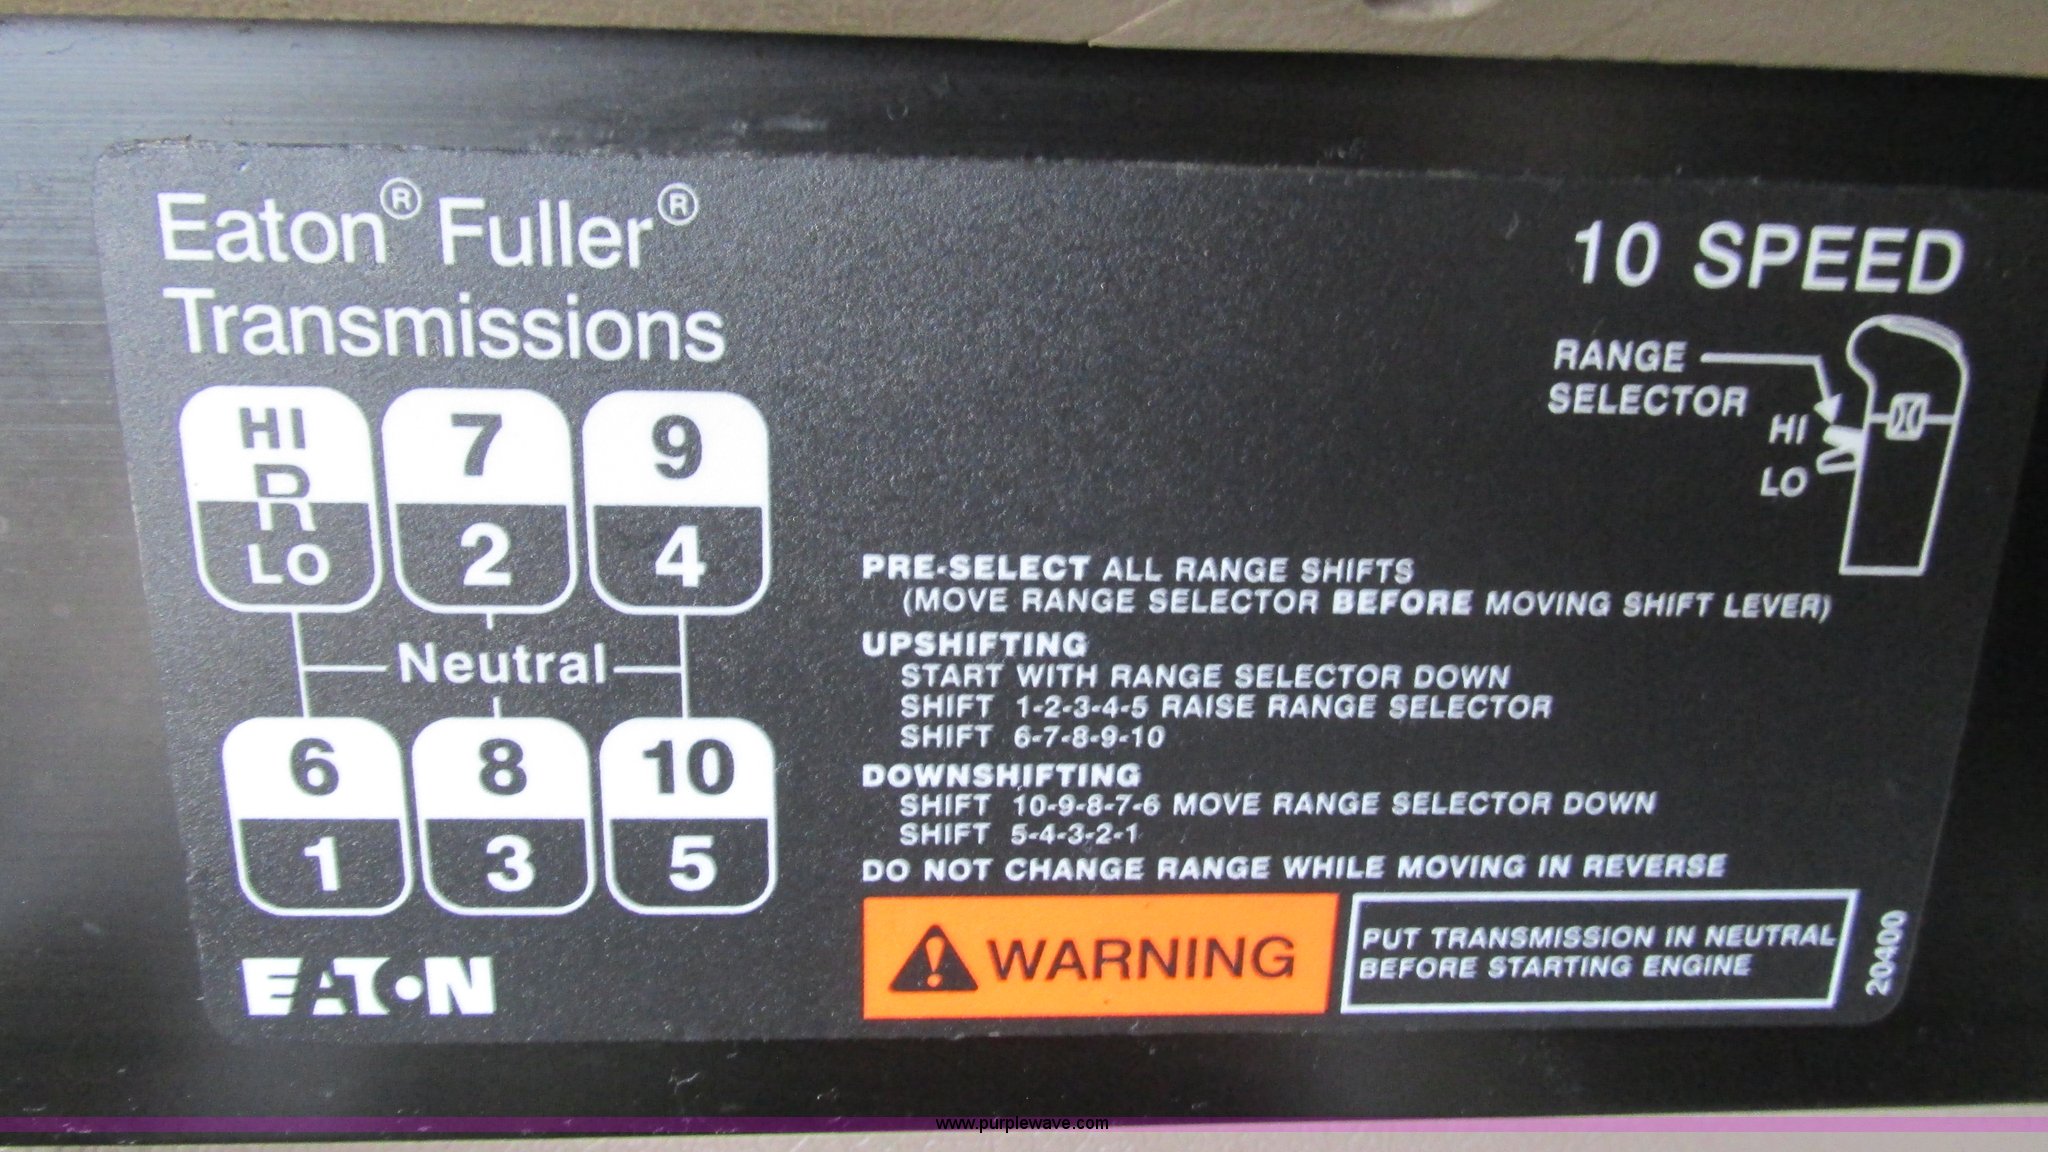 Eaton® Fuller®
Transmissions
10 SPEED
RANGE
SELECTOR
HI
LO
HI
R
LO
7
2
9
4
Neutral
6
1
8
3
10
5
EATON
PRE-SELECT ALL RANGE SHIFTS
(MOVE RANGE SELECTOR BEFORE MOVING SHIFT LEVER)
UPSHIFTING
START WITH RANGE SELECTOR DOWN
SHIFT 1-2-3-4-5 RAISE RANGE SELECTOR
SHIFT 6-7-8-9-10
DOWNSHIFTING
SHIFT 10-9-8-7-6 MOVE RANGE SELECTOR DOWN
SHIFT 5-4-3-2-1
DO NOT CHANGE RANGE WHILE MOVING IN REVERSE
WARNING
PUT TRANSMISSION IN NEUTRAL
BEFORE STARTING ENGINE
20400
www.purplewave.com